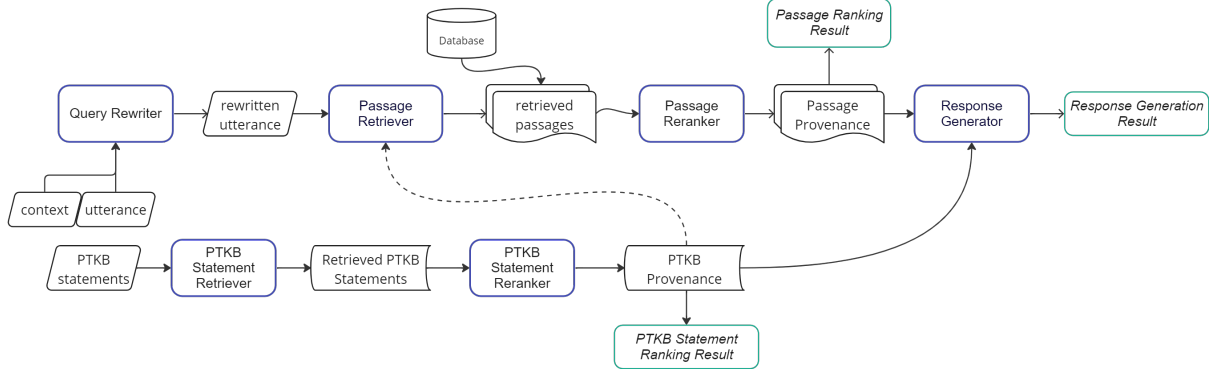 Passage Ranking
Result
Database
Query Rewriter
rewritten
utterance
Passage
Retriever
retrieved
passages
Passage
Reranker
Passage
Provenance
Response
Generator
Response Generation
Result
context
utterance
PTKB
statements
PTKB
Statement
Retriever
Retrieved PTKB
Statements
PTKB
Statement
Reranker
PTKB
Provenance
PTKB Statement
Ranking Result